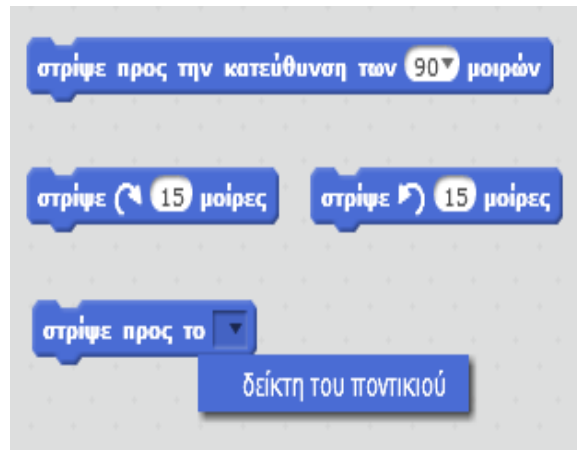 στρίψε προς την κατεύθυνση των 90 μοιρών
στρίψε 15 μοίρες
στρίψε 15 μοίρες
στρίψε προς το
δείκτη του ποντικιού